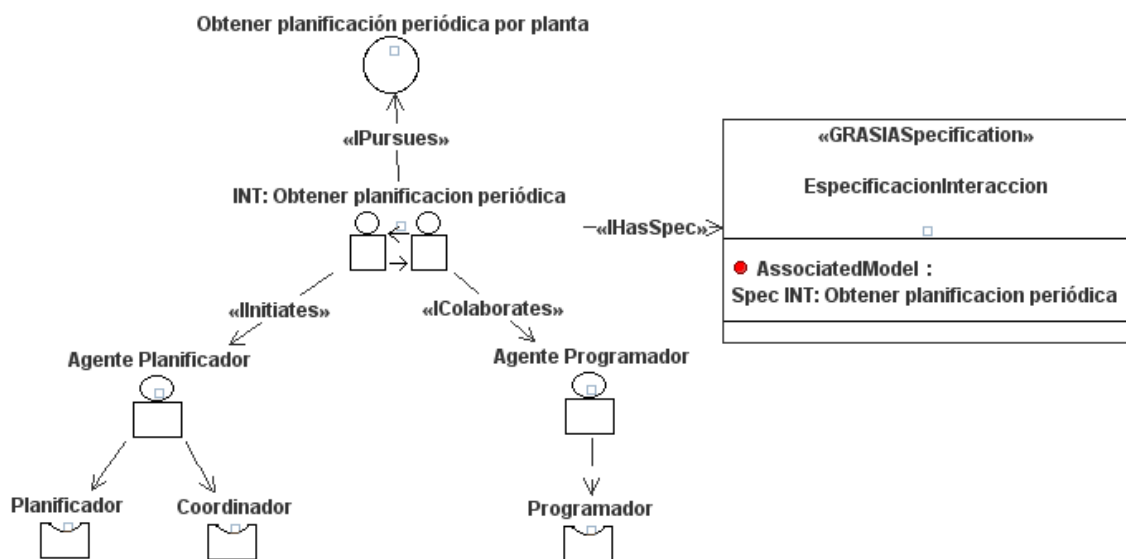 Obtener planificación periódica por planta
«IPursues»
«GRASIASpecification»
EspecificacionInteraccion
INT: Obtener planificacion periódica
«IHasSpec»
AssociatedModel :
Spec INT: Obtener planificacion periódica
«IInitiates»
«IColaborates»
Agente Planificador
Agente Programador
Planificador
Coordinador
Programador